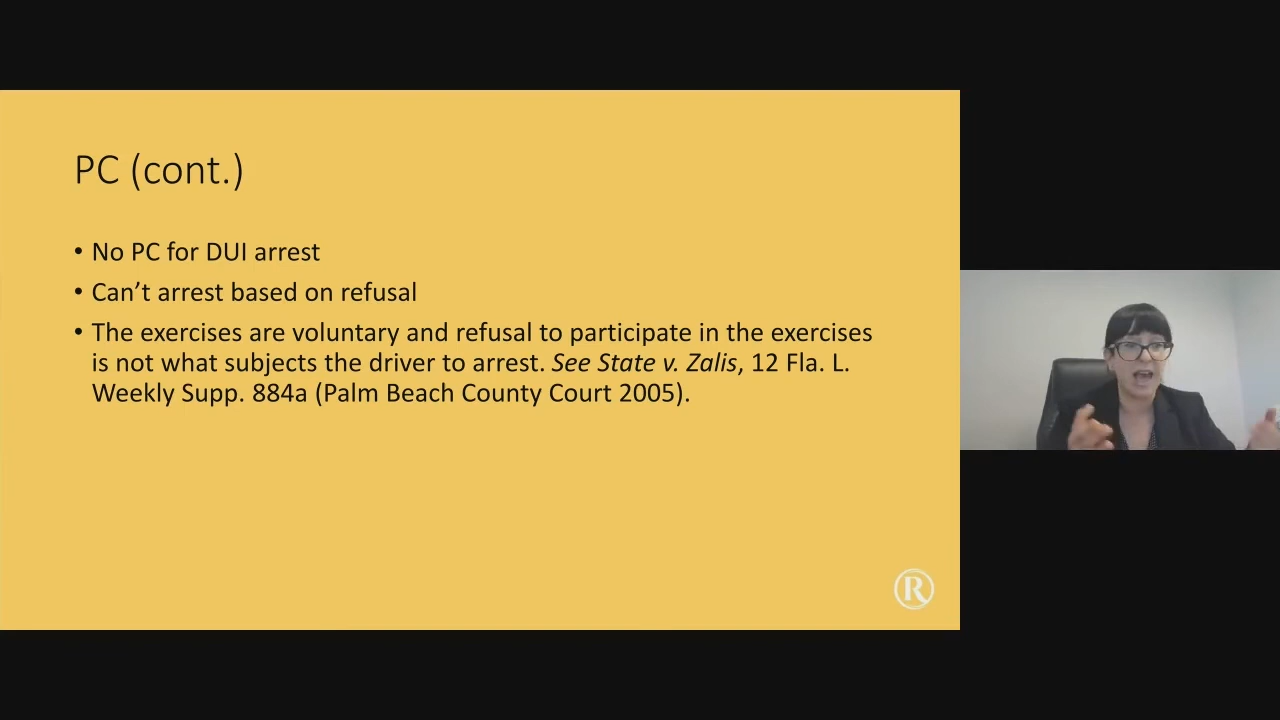 PC (cont.)
• No PC for DUI arrest
• Can’t arrest based on refusal
• The exercises are voluntary and refusal to participate in the exercises
is not what subjects the driver to arrest. See State v. Zalis, 12 Fla. L.
Weekly Supp. 884a (Palm Beach County Court 2005).
R